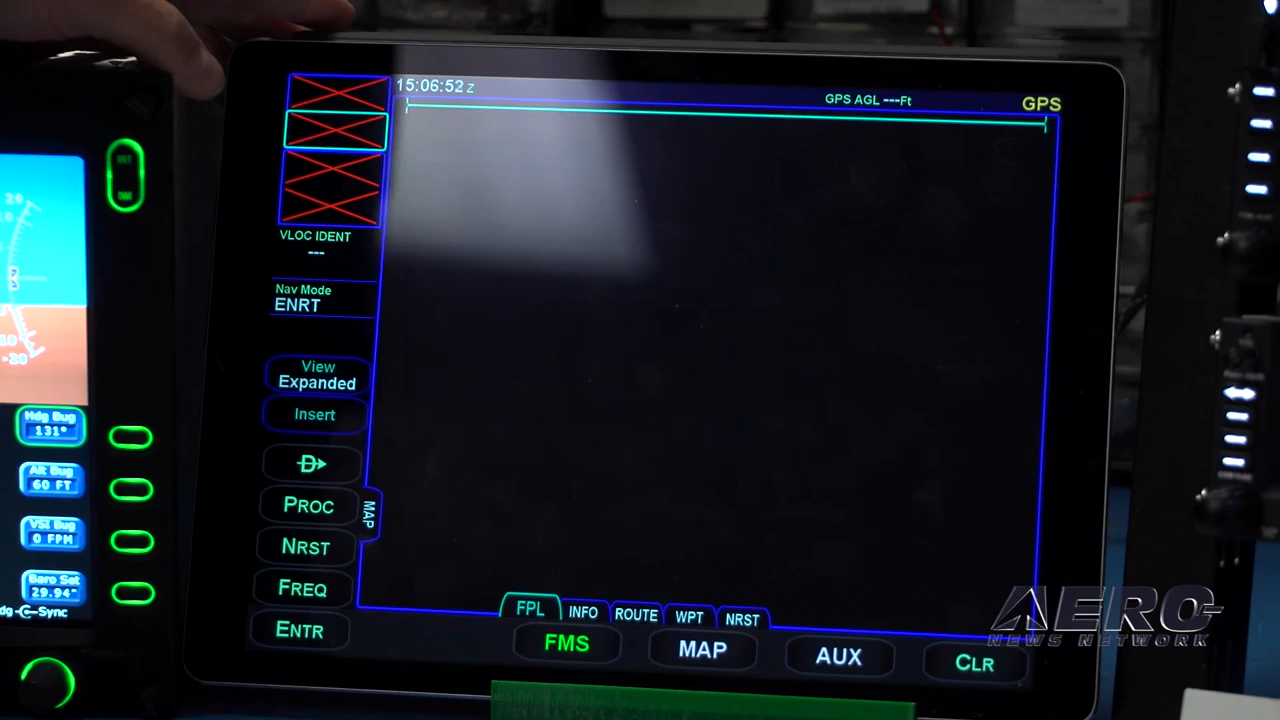 15:06:52 Z
GPS AGL ---Ft
GPS
VLOC IDENT
---
Nav Mode
ENRT
View
Expanded
Insert
D
PROC
NRST
FREQ
ENTR
MAP
FPL
INFO
ROUTE
WPT
NRST
FMS
MAP
AUX
CLR
20
Hdg Bug
131°
Alt Bug
60 FT
VSI Bug
0 FPM
Baro Set
29.94"
Sync
AERO
NEWS NETWORK